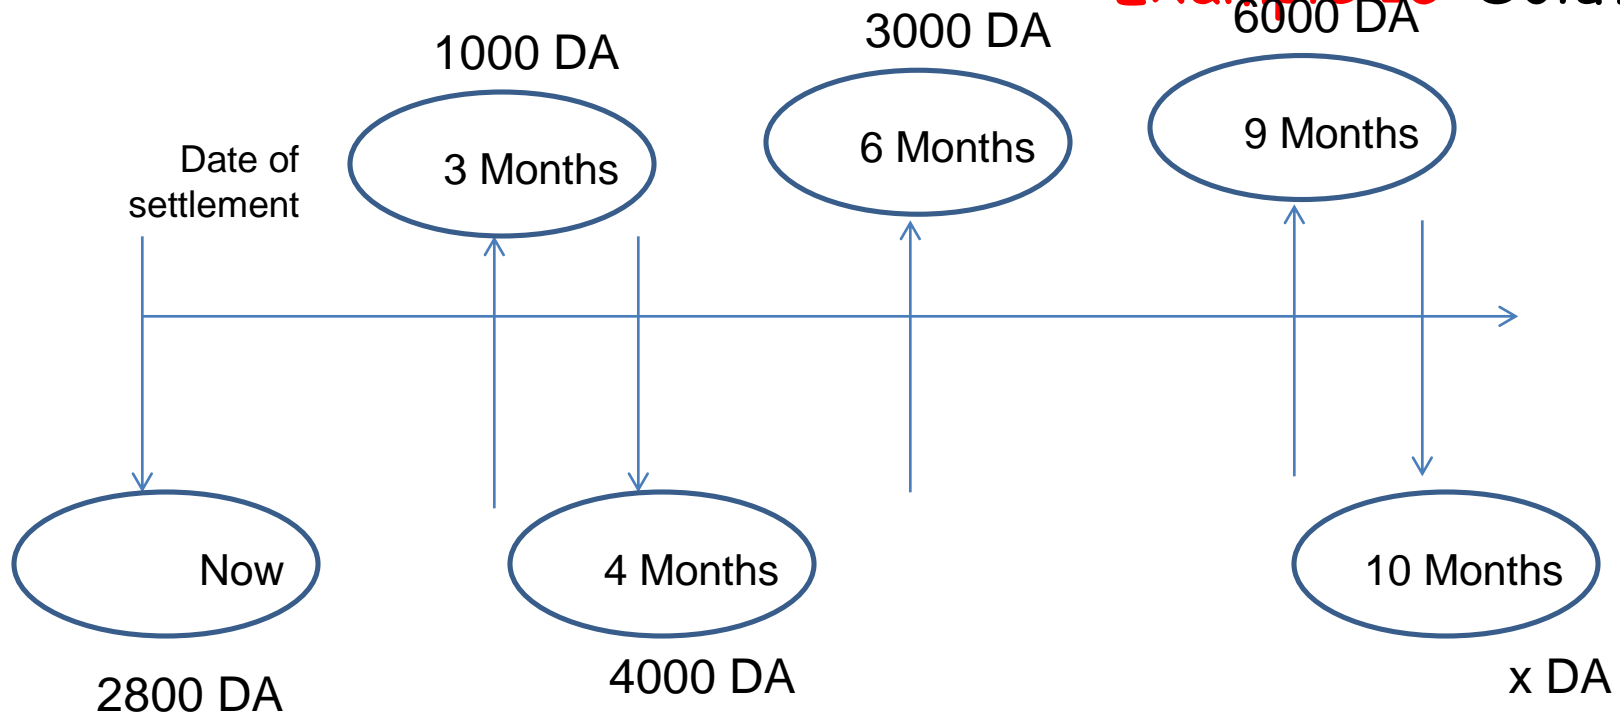 6000 DA
3000 DA
1000 DA
9 Months
6 Months
3 Months
Date of
settlement
Now
4 Months
10 Months
2800 DA
4000 DA
x DA